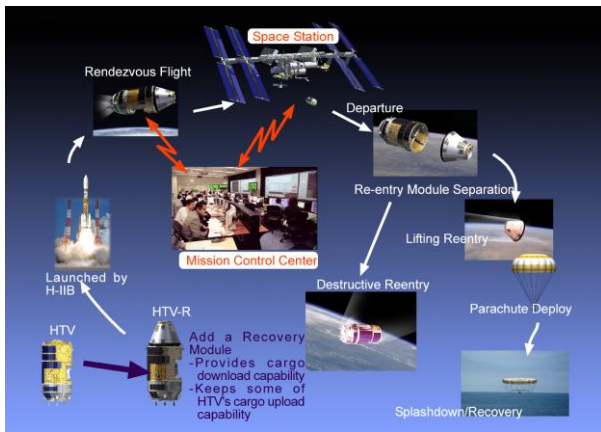 Space Station
Rendezvous Flight
Departure
Re-entry Module Separation
Lifting Reentry
Mission Control Center
Launched by
H-IIB
Destructive Reentry
Parachute Deploy
HTV
HTV-R
Add a Recovery
Module
-Provides cargo
download capability
-Keeps some of
HTV's cargo upload
capability
Splashdown/Recovery